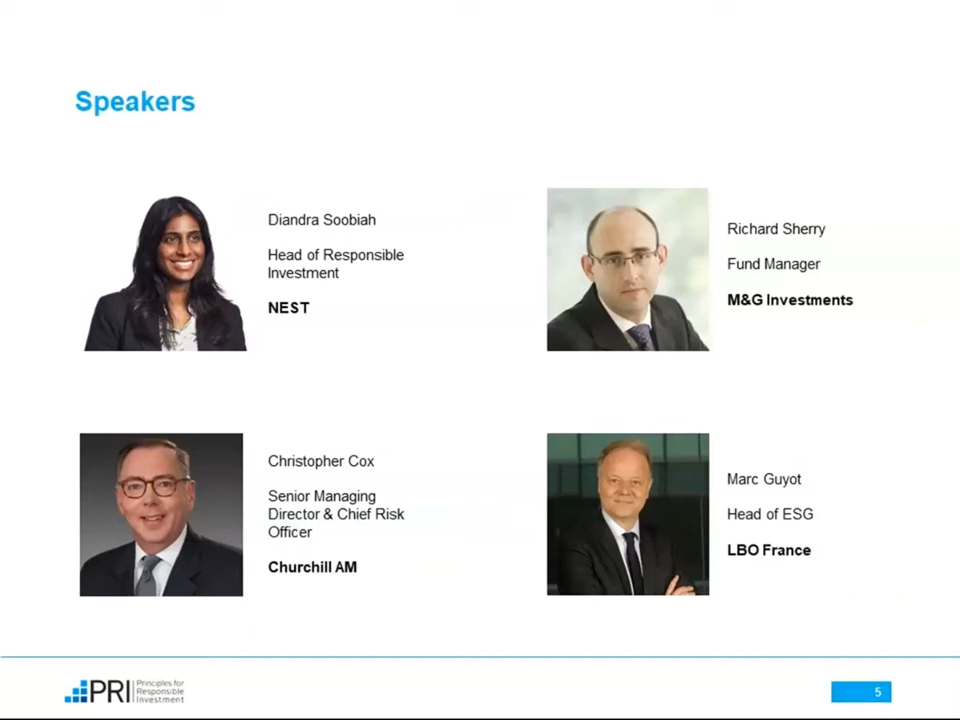 Speakers
Diandra Soobiah
Head of Responsible
Investment
NEST
Richard Sherry
Fund Manager
M&G Investments
Christopher Cox
Senior Managing
Director & Chief Risk
Officer
Churchill AM
Marc Guyot
Head of ESG
LBO France
PRI
Principles for
Responsible
Investment
5